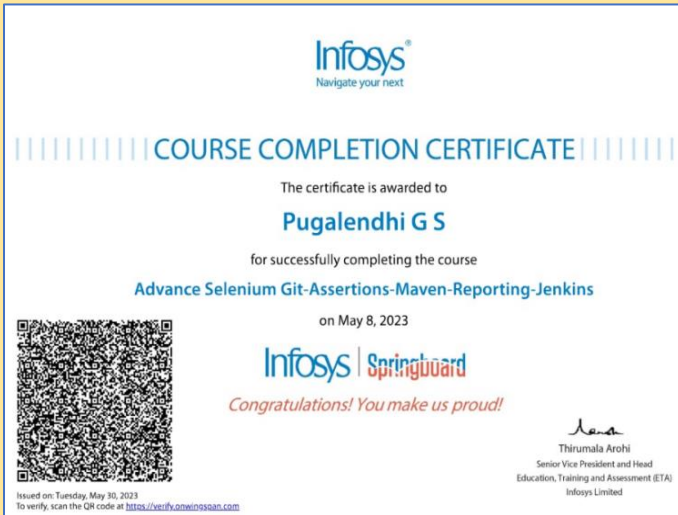 Infosys®
Navigate your next
COURSE COMPLETION CERTIFICATE
The certificate is awarded to
Pugalendhi G S
for successfully completing the course
Advance Selenium Git-Assertions-Maven-Reporting-Jenkins
on May 8, 2023
Infosys | Springboard
Congratulations! You make us proud!
Thirumala Arohi
Senior Vice President and Head
Education, Training and Assessment (ETA)
Infosys Limited
Issued on: Tuesday, May 30, 2023
To verify, scan the QR code at https://verify.onwingspan.com